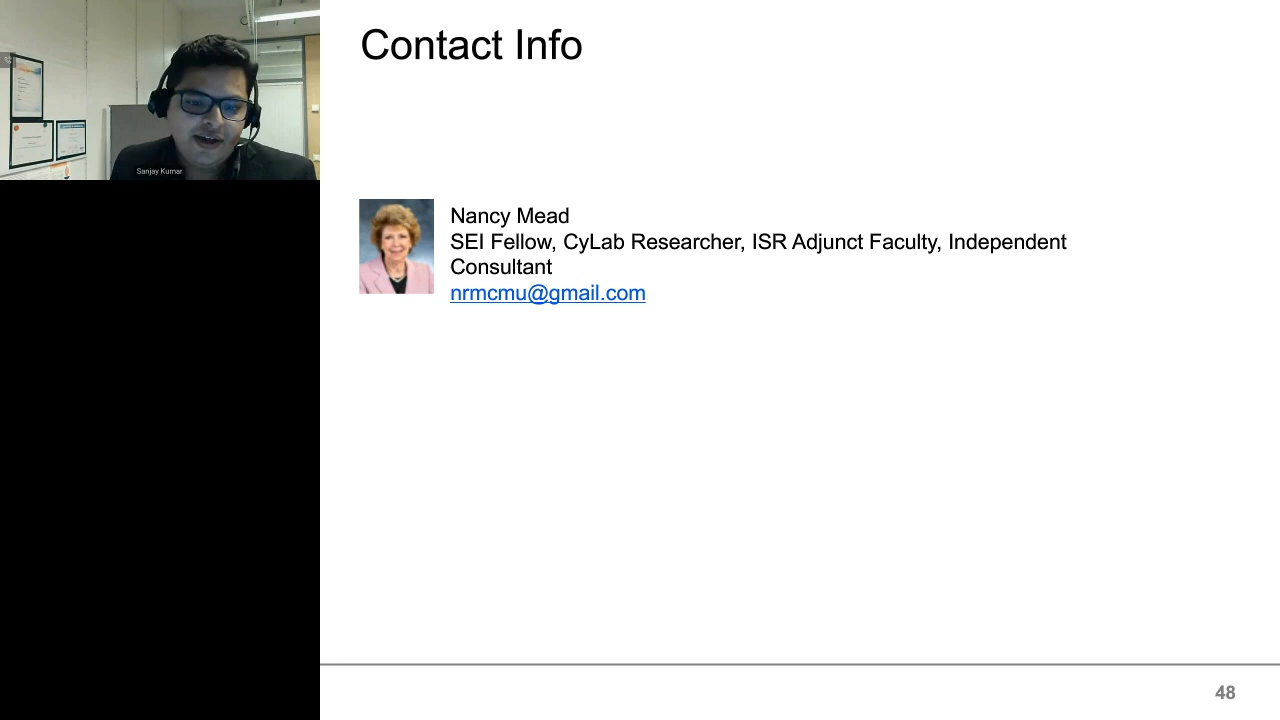 Contact Info
Sanjay Kumar
Nancy Mead
SEI Fellow, CyLab Researcher, ISR Adjunct Faculty, Independent
Consultant
nrmcmu@gmail.com
48